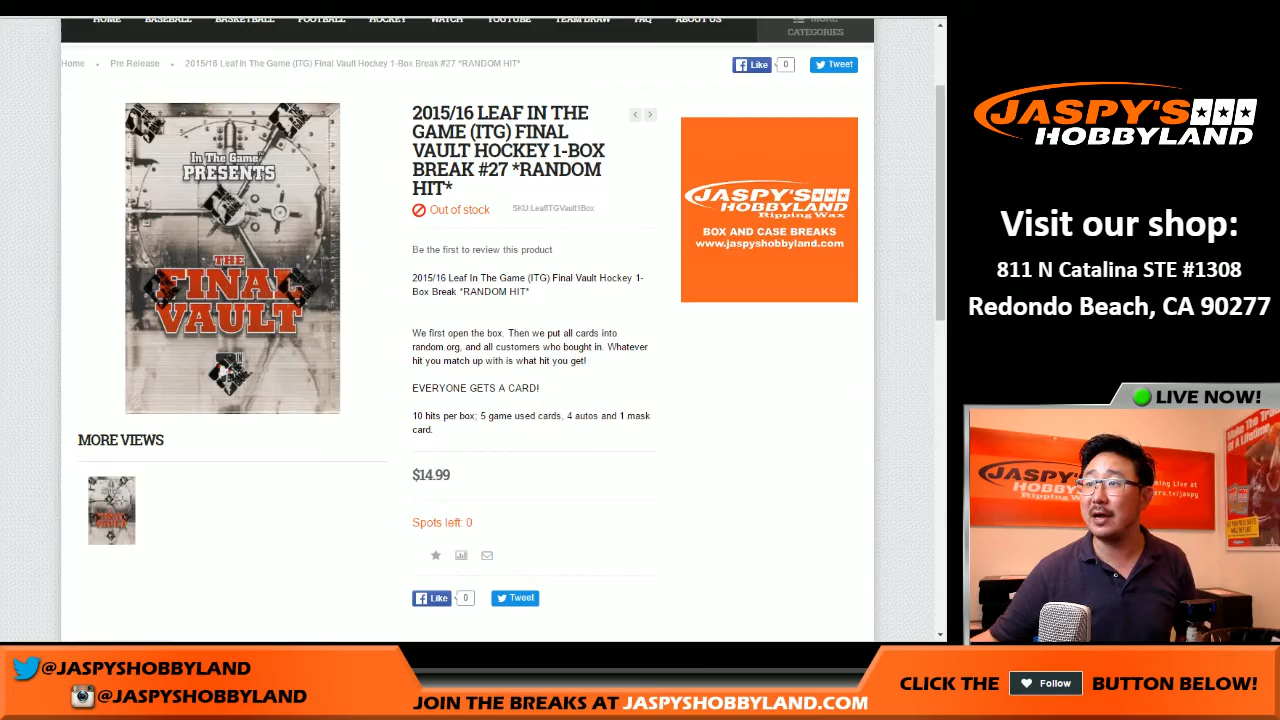 HOME BASEBALL BASKETBALL FOOTBALL HOCKEY WATCH YOUTUBE TEAM DRAW FAQ ABOUT US
MORE
CATEGORIES
Home • Pre Release • 2015/16 Leaf In The Game (ITG) Final Vault Hockey 1-Box Break #27 *RANDOM HIT*
Like 0 Tweet
In The Game
PRESENTS
THE
FINAL
VAULT
MORE VIEWS
2015/16 LEAF IN THE
GAME (ITG) FINAL
VAULT HOCKEY 1-BOX
BREAK #27 *RANDOM
HIT*
Out of stock
SKU:LeafITGVault1Box
Be the first to review this product
2015/16 Leaf In The Game (ITG) Final Vault Hockey 1-
Box Break *RANDOM HIT*
We first open the box. Then we put all cards into
random.org, and all customers who bought in. Whatever
hit you match up with is what hit you get!
EVERYONE GETS A CARD!
10 hits per box; 5 game used cards, 4 autos and 1 mask
card.
$14.99
Spots left: 0
Like 0 Tweet
JASPY'S
HOBBYLAND
Ripping Wax
BOX AND CASE BREAKS
www.jaspyshobbyland.com
JASPY'S
HOBBYLAND
Visit our shop:
811 N Catalina STE #1308
Redondo Beach, CA 90277
LIVE NOW!
JASPY'S
HOBBYLAND
Ripping Wax
Of A Lifetime
@JASPYSHOBBYLAND
@JASPYSHOBBYLAND
JOIN THE BREAKS AT JASPYSHOBBYLAND.COM
CLICK THE Follow BUTTON BELOW!